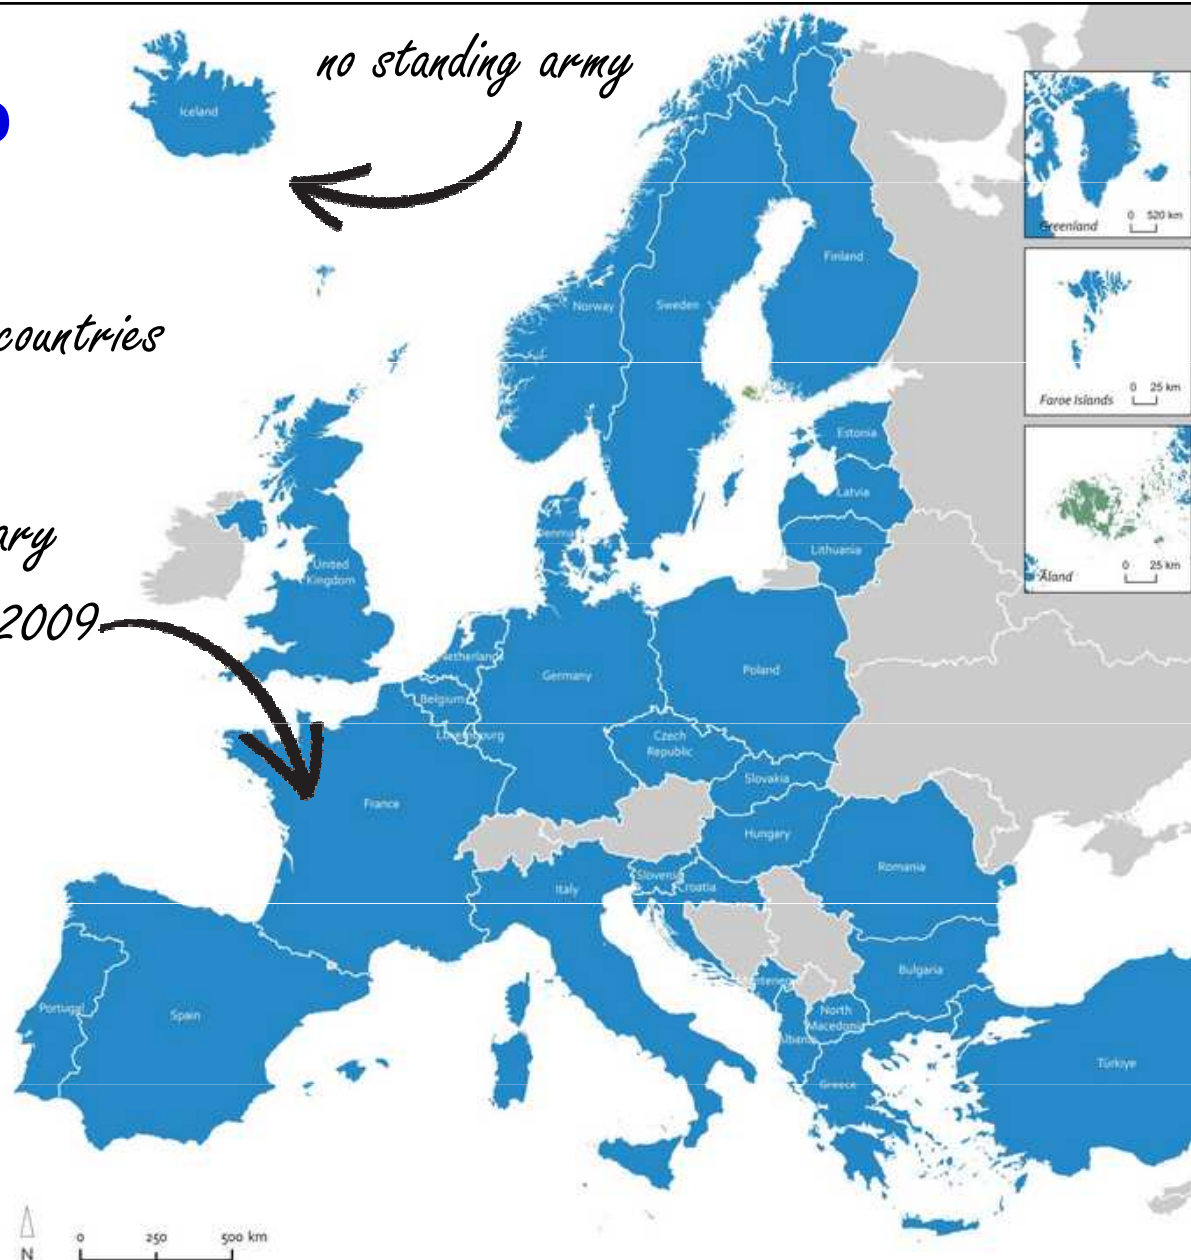 no standing army
Iceland
countries
2009
Norway
Sweden
Finland
Estonia
Latvia
Lithuania
United
Kingdom
Germany
Poland
Belgium
Luxembourg
Czech
Republic
Slovakia
France
Hungary
Romania
Italy
Slovenia
Croatia
Bulgaria
North
Macedonia
Portugal
Spain
Greece
Türkiye
Greenland
0 520 km
Faroe Islands
0 25 km
Åland
0 25 km
N
0 250 500 km